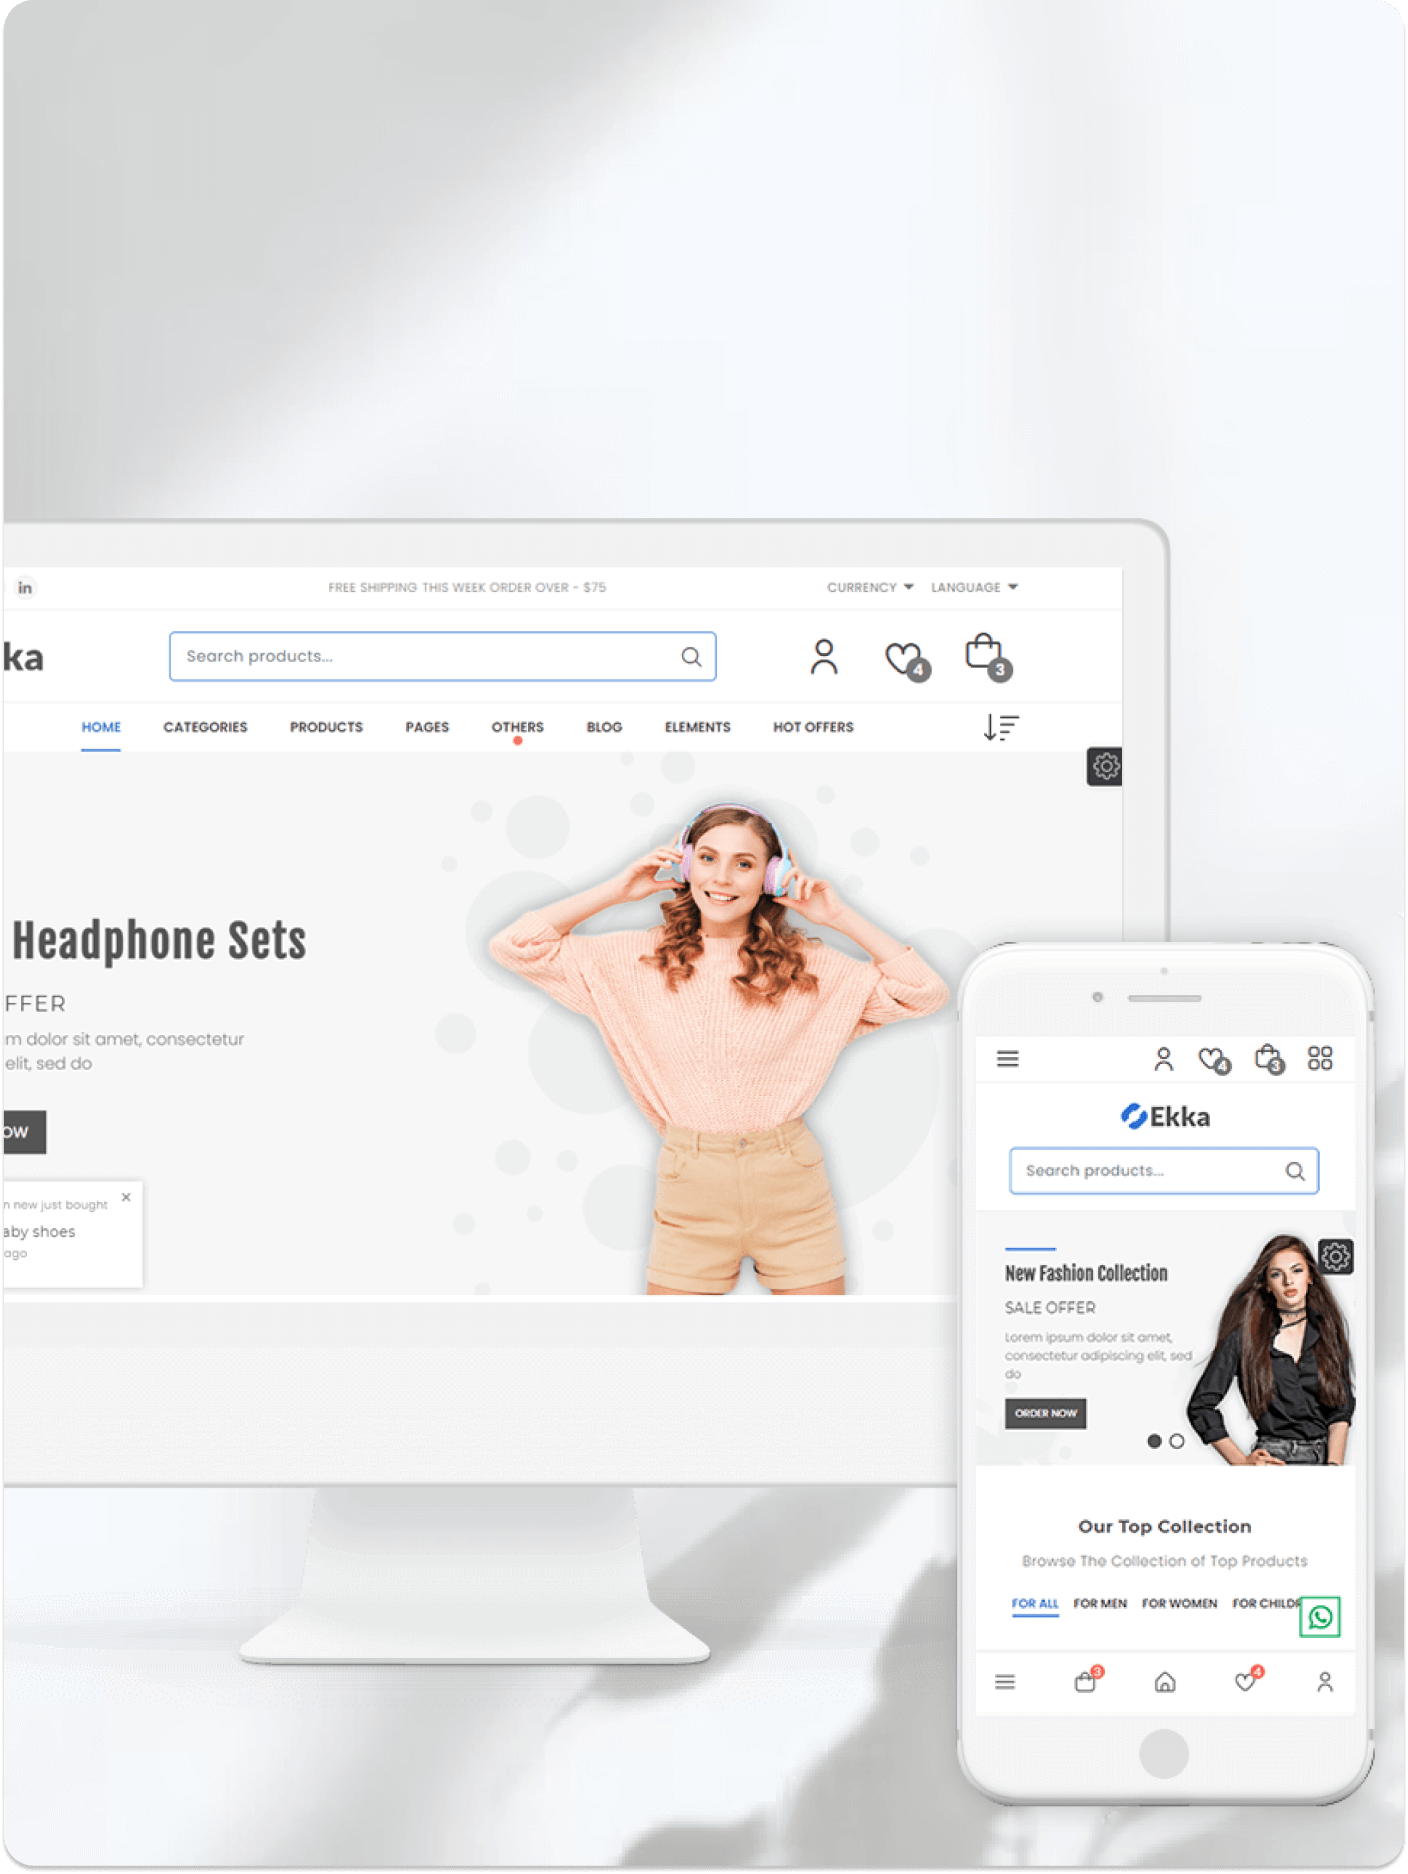 in
FREE SHIPPING THIS WEEK ORDER OVER - $75
CURRENCY
LANGUAGE
ka
Search products...
4
3
HOME
CATEGORIES
PRODUCTS
PAGES
OTHERS
BLOG
ELEMENTS
HOT OFFERS
Headphone Sets
FFER
m dolor sit amet, consectetur
elit, sed do
OW
n new just bought
aby shoes
ago
4
3
Ekka
Search products...
New Fashion Collection
SALE OFFER
Lorem ipsum dolor sit amet,
consectetur adipiscing elit, sed
do
ORDER NOW
Our Top Collection
Browse The Collection of Top Products
FOR ALL
FOR MEN
FOR WOMEN
FOR CHILDR
3
4